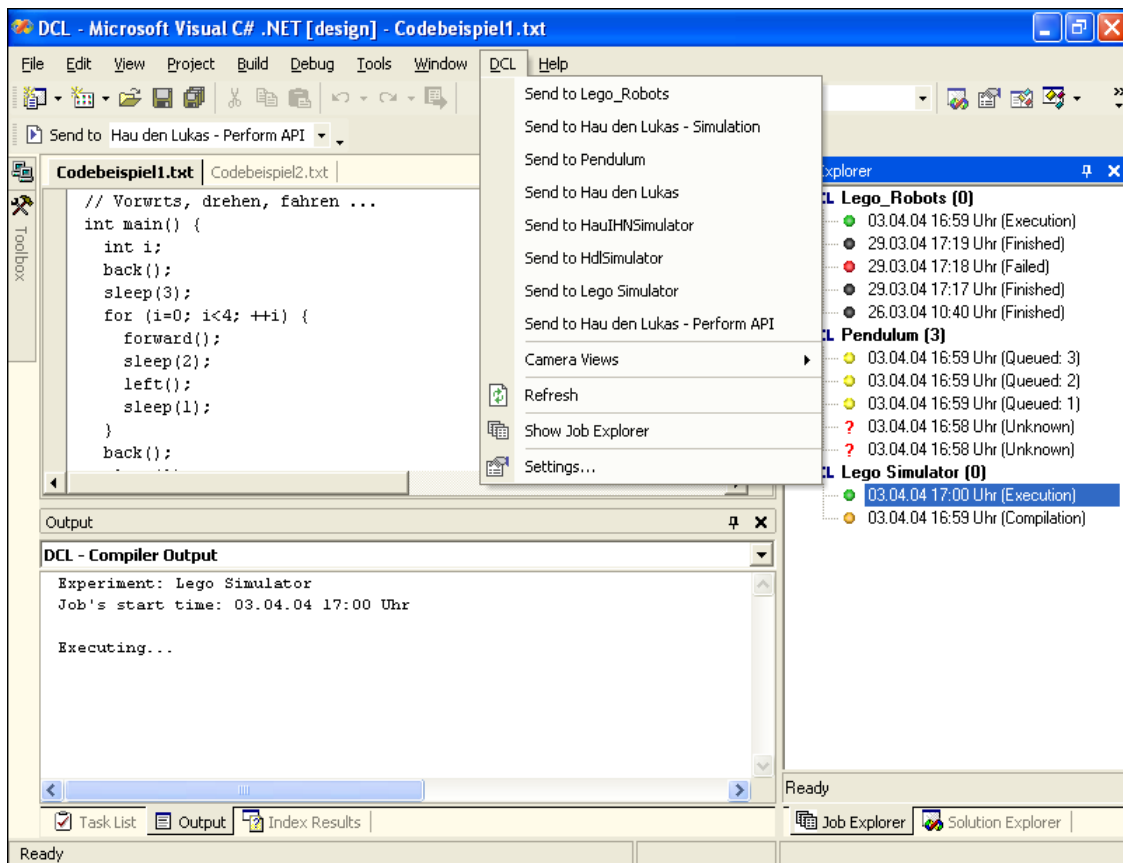 DCL - Microsoft Visual C# .NET [design] - Codebeispiel1.txt
File Edit View Project Build Debug Tools Window DCL Help
Send to Hau den Lukas - Perform API
Codebeispiel1.txt Codebeispiel2.txt
Toolbox
// Vorwrts, drehen, fahren ...
int main() {
int i;
back();
sleep(3);
for (i=0; i<4; ++i) {
forward();
sleep(2);
left();
sleep(1);
}
back();
Send to Lego_Robots
Send to Hau den Lukas - Simulation
Send to Pendulum
Send to Hau den Lukas
Send to HauIHNSimulator
Send to HdlSimulator
Send to Lego Simulator
Send to Hau den Lukas - Perform API
Camera Views
Refresh
Show Job Explorer
Settings...
xplorer
CL Lego_Robots (0)
03.04.04 16:59 Uhr (Execution)
29.03.04 17:19 Uhr (Finished)
29.03.04 17:18 Uhr (Failed)
29.03.04 17:17 Uhr (Finished)
26.03.04 10:40 Uhr (Finished)
CL Pendulum (3)
03.04.04 16:59 Uhr (Queued: 3)
03.04.04 16:59 Uhr (Queued: 2)
03.04.04 16:59 Uhr (Queued: 1)
? 03.04.04 16:58 Uhr (Unknown)
? 03.04.04 16:58 Uhr (Unknown)
CL Lego Simulator (0)
03.04.04 17:00 Uhr (Execution)
03.04.04 16:59 Uhr (Compilation)
Output
DCL - Compiler Output
Experiment: Lego Simulator
Job's start time: 03.04.04 17:00 Uhr
Executing...
Task List Output Index Results
Ready
Job Explorer Solution Explorer
Ready